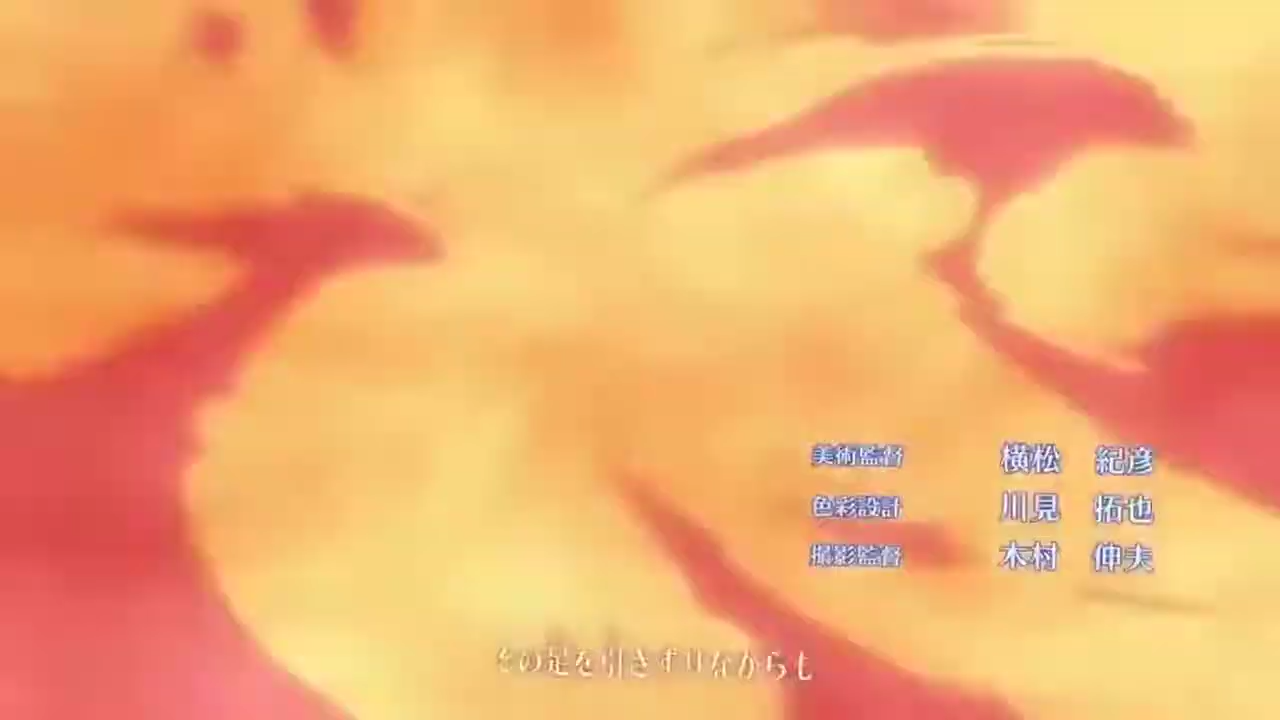 美術監督 横松 紀彦
色彩設計 川見 拓也
撮影監督 木村 伸夫
その足を引きずりながらも